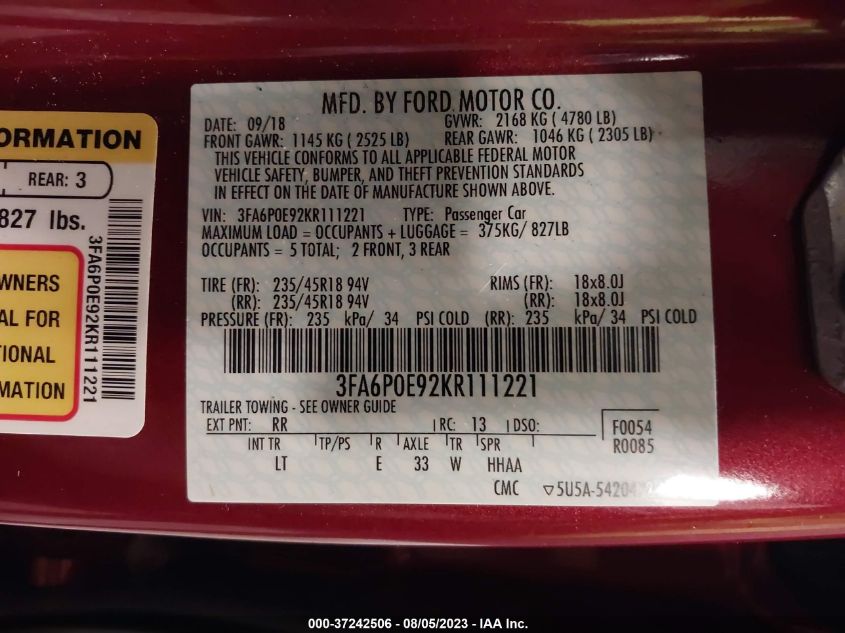 ORMATION
REAR: 3
827 lbs.
WNERS
AL FOR
TIONAL
MATION
3FA6P0E92KR111221
MFD. BY FORD MOTOR CO.
DATE: 09/18 GVWR: 2168 KG ( 4780 LB)
FRONT GAWR: 1145 KG ( 2525 LB) REAR GAWR: 1046 KG ( 2305 LB)
THIS VEHICLE CONFORMS TO ALL APPLICABLE FEDERAL MOTOR
VEHICLE SAFETY, BUMPER, AND THEFT PREVENTION STANDARDS
IN EFFECT ON THE DATE OF MANUFACTURE SHOWN ABOVE.
VIN: 3FA6P0E92KR111221 TYPE: Passenger Car
MAXIMUM LOAD = OCCUPANTS + LUGGAGE = 375KG/ 827LB
OCCUPANTS = 5 TOTAL; 2 FRONT, 3 REAR
TIRE (FR): 235/45R18 94V RIMS (FR): 18x8.0J
(RR): 235/45R18 94V (RR): 18x8.0J
PRESSURE (FR): 235 kPa/ 34 PSI COLD (RR): 235 kPa/ 34 PSI COLD
3FA6P0E92KR111221
TRAILER TOWING - SEE OWNER GUIDE
EXT PNT: RR RC: 13 DSO: F0054
R0085
INT TR TP/PS R AXLE TR SPR
LT E 33 W HHAA
CMC ▽5U5A-54204
000-37242506 - 08/05/2023 - IAA Inc.